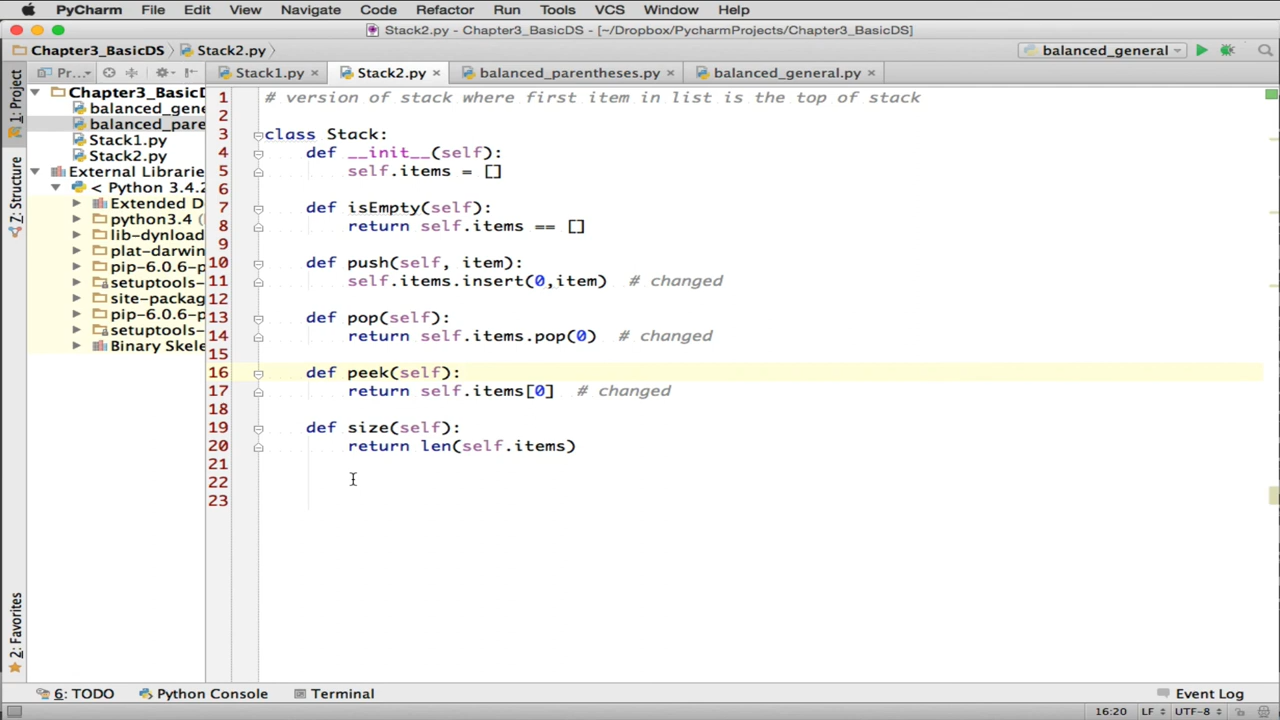 PyCharm File Edit View Navigate Code Refactor Run Tools VCS Window Help
Stack2.py - Chapter3_BasicDS - [~/Dropbox/PycharmProjects/Chapter3_BasicDS]
Chapter3_BasicDS Stack2.py balanced_general
1: Project
Z: Structure
2: Favorites
Pr...
Chapter3_BasicD
balanced_gene
balanced_pare
Stack1.py
Stack2.py
External Librarie
< Python 3.4.2
Extended D
python3.4 (
lib-dynload
plat-darwin
pip-6.0.6-p
setuptools-
site-packag
pip-6.0.6-p
setuptools-
Binary Skele
Stack1.py × Stack2.py × balanced_parentheses.py × balanced_general.py ×
1 # version of stack where first item in list is the top of stack
2
3 class Stack:
4 def __init__(self):
5 self.items = []
6
7 def isEmpty(self):
8 return self.items == []
9
10 def push(self, item):
11 self.items.insert(0,item) # changed
12
13 def pop(self):
14 return self.items.pop(0) # changed
15
16 def peek(self):
17 return self.items[0] # changed
18
19 def size(self):
20 return len(self.items)
21
22
23
6: TODO Python Console Terminal Event Log
16:20 LF UTF-8